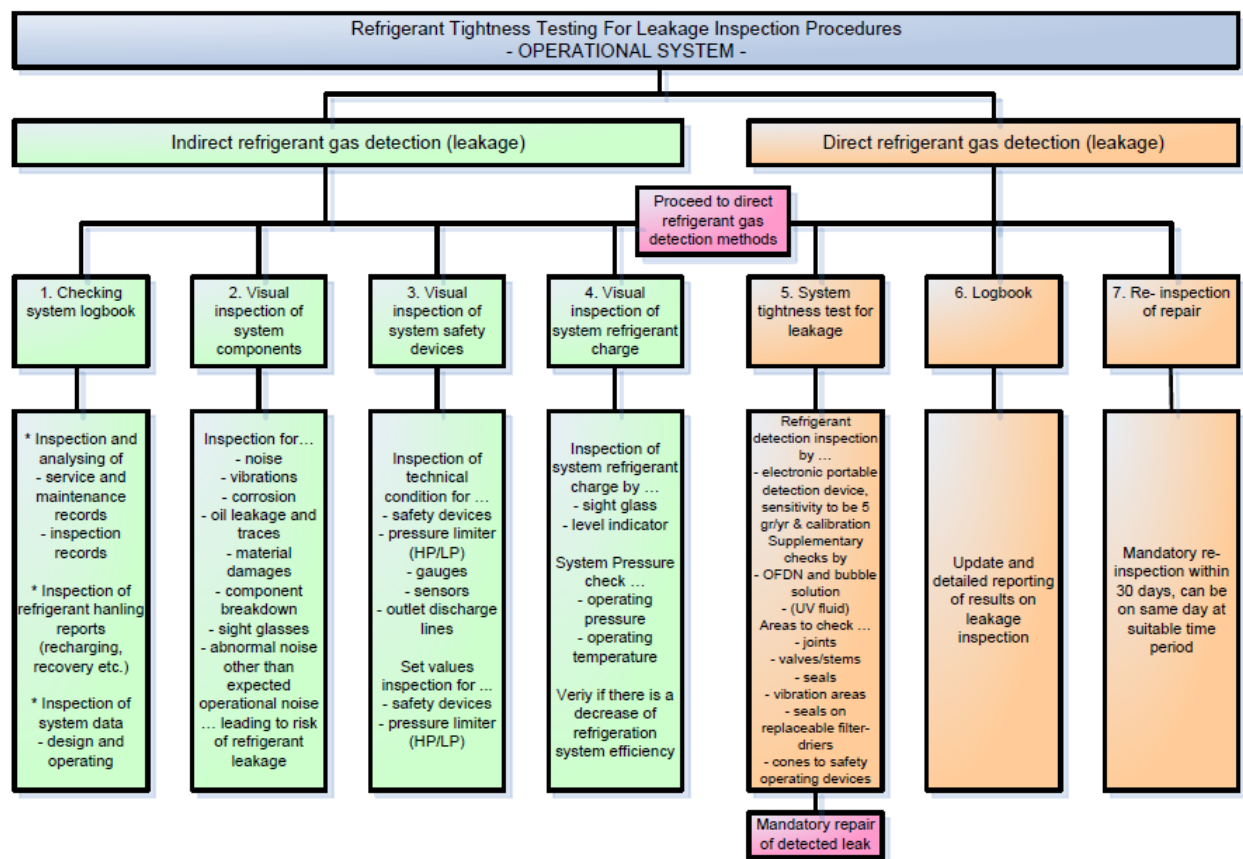 Refrigerant Tightness Testing For Leakage Inspection Procedures
- OPERATIONAL SYSTEM -
Indirect refrigerant gas detection (leakage)
Direct refrigerant gas detection (leakage)
Proceed to direct
refrigerant gas
detection methods
1. Checking
system logbook
2. Visual
inspection of
system
components
3. Visual
inspection of
system safety
devices
4. Visual
inspection of
system refrigerant
charge
5. System
tightness test for
leakage
6. Logbook
7. Re- inspection
of repair
* Inspection and
analysing of
- service and
maintenance
records
- inspection
records
* Inspection of
refrigerant hanling
reports
(recharging,
recovery etc.)
* Inspection of
system data
- design and
operating
Inspection for…
- noise
- vibrations
- corrosion
- oil leakage and
traces
- material
damages
- component
breakdown
- sight glasses
- abnormal noise
other than
expected
operational noise
… leading to risk
of refrigerant
leakage
Inspection of
technical
condition for …
- safety devices
- pressure limiter
(HP/LP)
- gauges
- sensors
- outlet discharge
lines
Set values
inspection for ...
- safety devices
- pressure limiter
(HP/LP)
Inspection of
system refrigerant
charge by …
- sight glass
- level indicator
System Pressure
check …
- operating
pressure
- operating
temperature
Veriy if there is a
decrease of
refrigeration
system efficiency
Refrigerant
detection inspection
by …
- electronic portable
detection device,
sensitivity to be 5
gr/yr & calibration
Supplementary
checks by
- OFDN and bubble
solution
- (UV fluid)
Areas to check …
- joints
- valves/stems
- seals
- vibration areas
- seals on
replaceable filter-
driers
- cones to safety
operating devices
Update and
detailed reporting
of results on
leakage
inspection
Mandatory re-
inspection within
30 days, can be
on same day at
suitable time
period
Mandatory repair
of detected leak